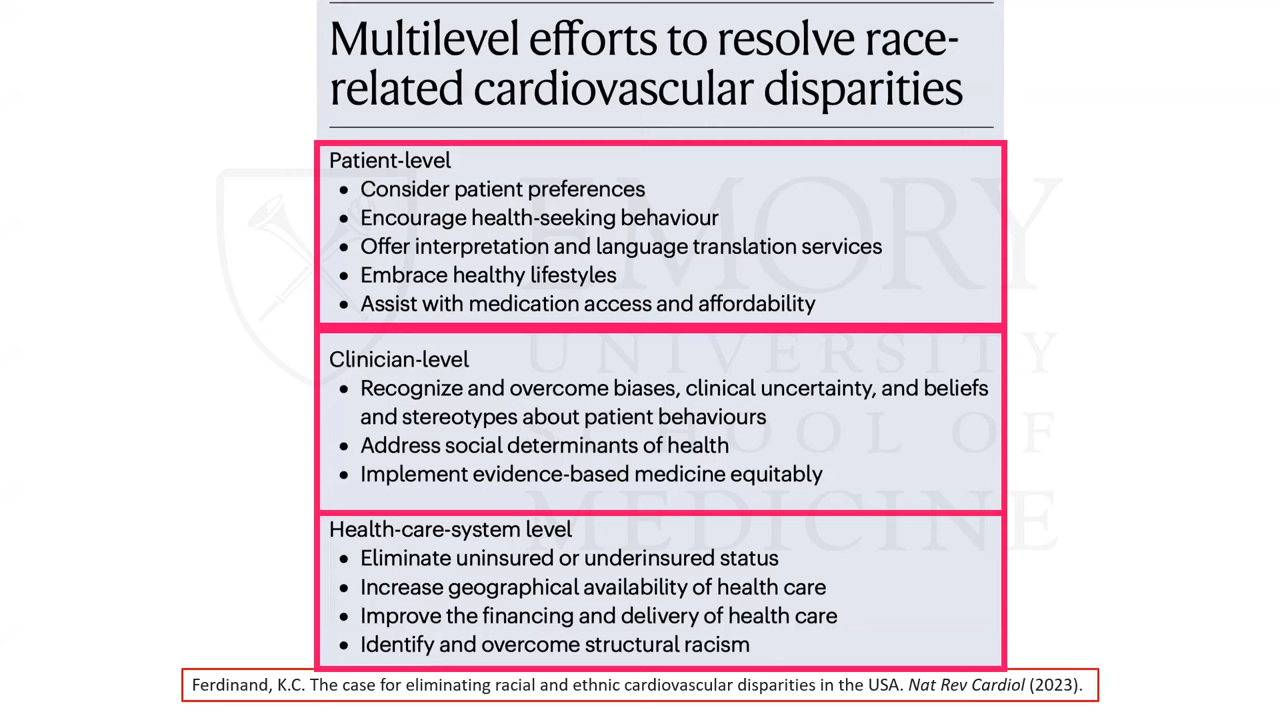 Multilevel efforts to resolve race-
related cardiovascular disparities
Patient-level
• Consider patient preferences
• Encourage health-seeking behaviour
• Offer interpretation and language translation services
• Embrace healthy lifestyles
• Assist with medication access and affordability
Clinician-level
• Recognize and overcome biases, clinical uncertainty, and beliefs
and stereotypes about patient behaviours
• Address social determinants of health
• Implement evidence-based medicine equitably
Health-care-system level
• Eliminate uninsured or underinsured status
• Increase geographical availability of health care
• Improve the financing and delivery of health care
• Identify and overcome structural racism
Ferdinand, K.C. The case for eliminating racial and ethnic cardiovascular disparities in the USA. Nat Rev Cardiol (2023).
EMORY
UNIVERSITY
SCHOOL OF
MEDICINE